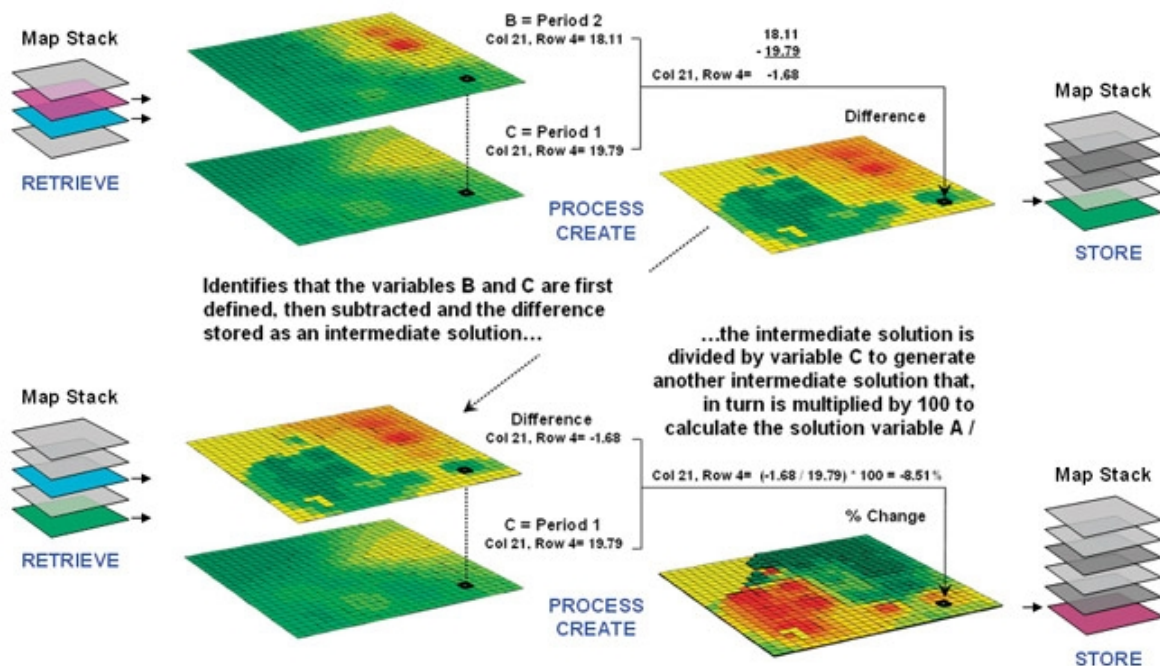 Map Stack
RETRIEVE
B = Period 2
Col 21, Row 4= 18.11
C = Period 1
Col 21, Row 4= 19.79
18.11
- 19.79
Col 21, Row 4= -1.68
Difference
PROCESS
CREATE
Map Stack
STORE
Identifies that the variables B and C are first
defined, then subtracted and the difference
stored as an intermediate solution…
…the intermediate solution is
divided by variable C to generate
another intermediate solution that,
in turn is multiplied by 100 to
calculate the solution variable A /
Map Stack
RETRIEVE
Difference
Col 21, Row 4= -1.68
C = Period 1
Col 21, Row 4= 19.79
Col 21, Row 4= (-1.68 / 19.79) * 100 = -8.51%
% Change
PROCESS
CREATE
Map Stack
STORE